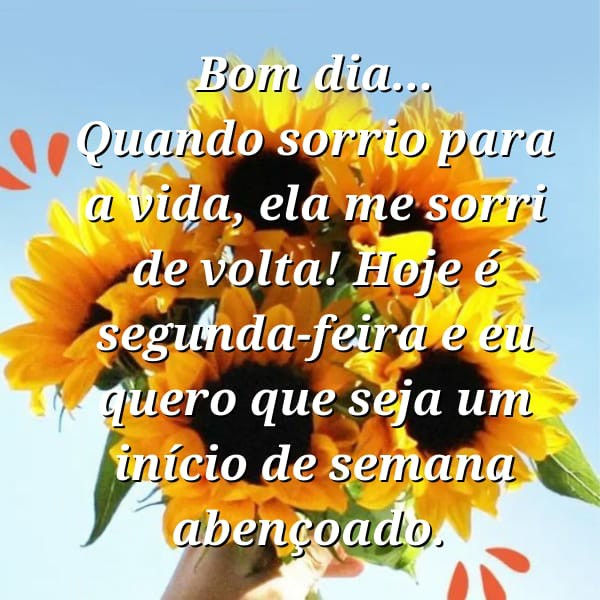 Bom dia...
Quando sorrio para
a vida, ela me sorri
de volta! Hoje é
segunda-feira e eu
quero que seja um
início de semana
abençoado.